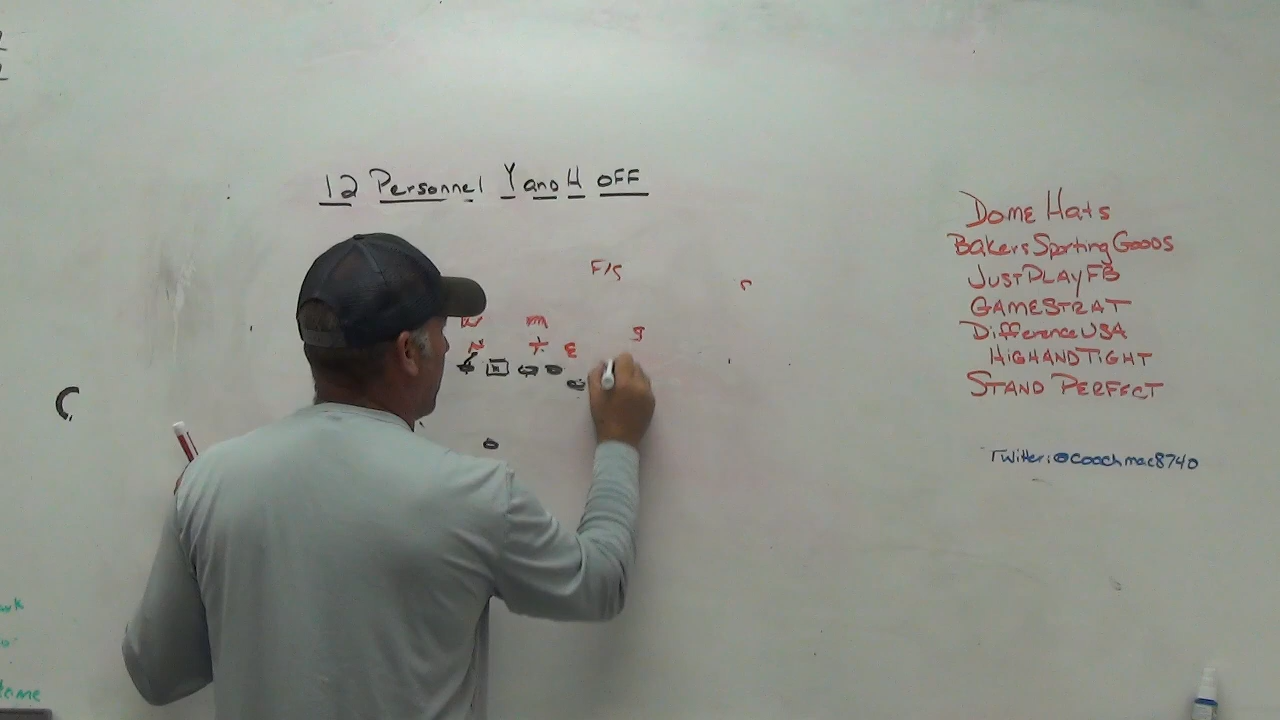 12 Personnel Y and H OFF
F/S
W m
S
N T E
Dome Hats
Bakers Sporting Goods
JUSTPLAYFB
GAMESTRAT
DifferenceUSA
HIGHANDTIGHT
STAND PERFECT
Twitter:@coachmac8740
C